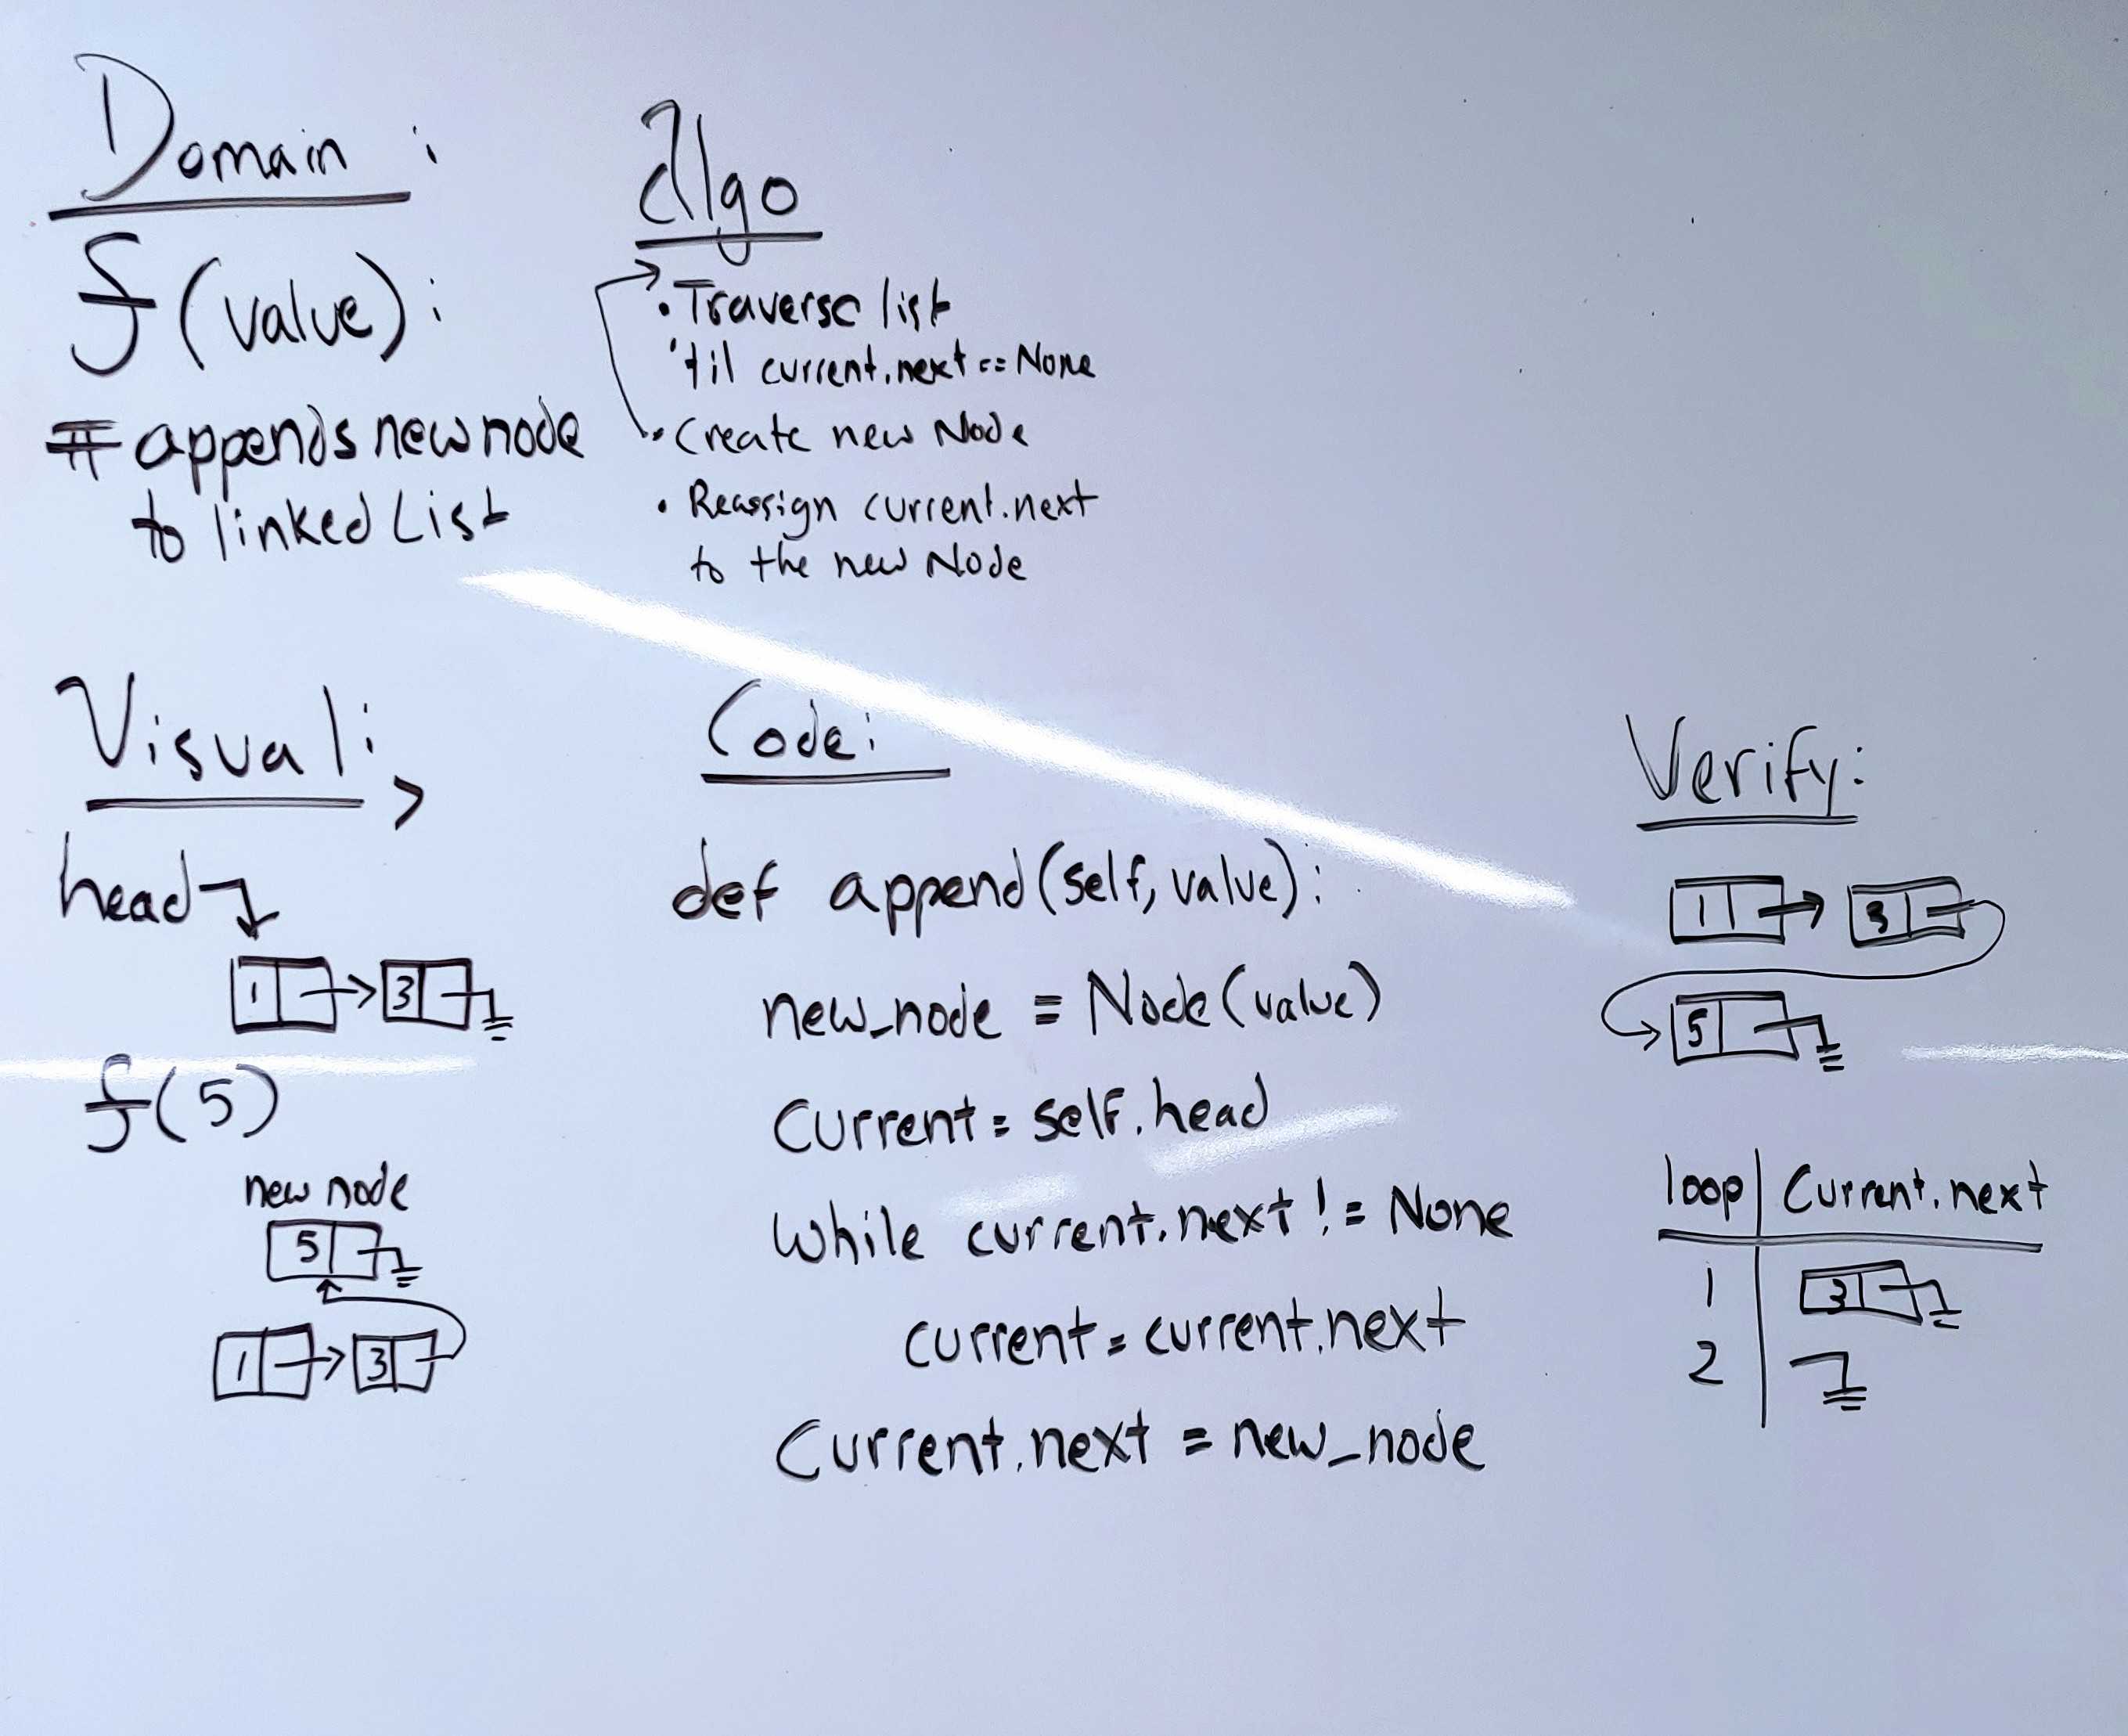 Domain :
f(value):
# appends new node
to linked List
Algo
• Traverse list
'til current.next == None
• Create new Node
• Reassign current.next
to the new Node
Visual:
head
1 3
f(5)
new node
5
1 3
Code:
def append(self, value):
new_node = Node(value)
Current = self.head
While current.next != None
current = current.next
Current.next = new_node
Verify:
1 3
5
loop Current.next
1 3
2